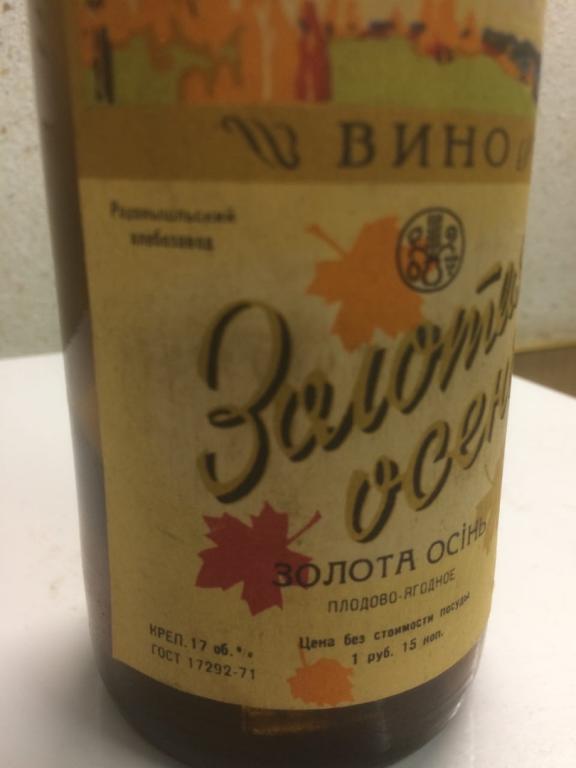 ВИНО
Радомышльский
хлебозавод
Золотая
осень
ЗОЛОТА ОСІНЬ
ПЛОДОВО-ЯГОДНОЕ
КРЕП. 17 об.%
ГОСТ 17292-71
Цена без стоимости посуды
1 руб. 15 коп.